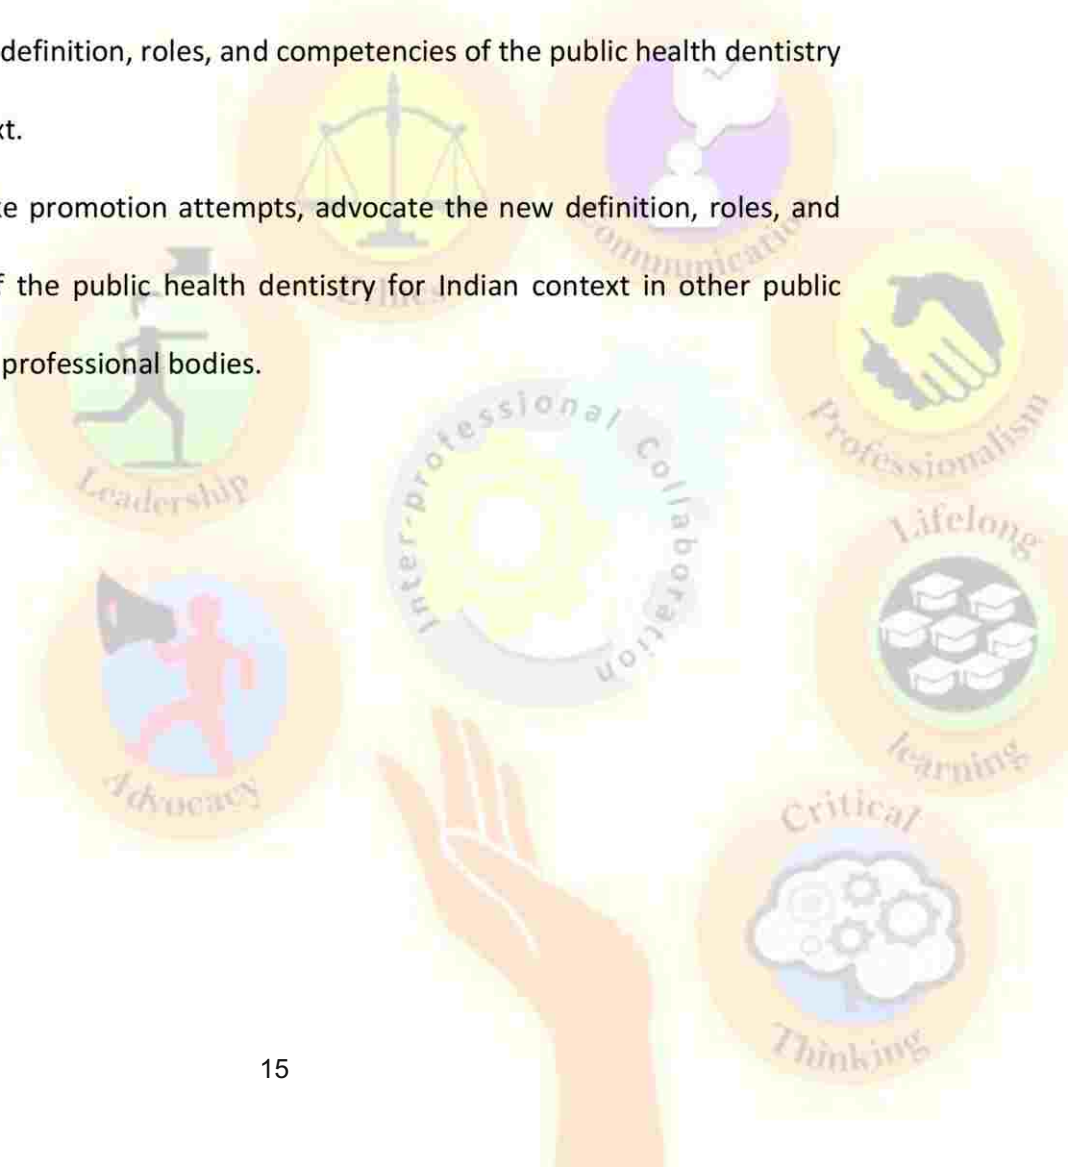 definition, roles, and competencies of the public health dentistry
promotion attempts, advocate the new definition, roles, and
the public health dentistry for Indian context in other public
professional bodies.
Ethics
Communication
Leadership
Inter-professional Collaboration
Professionalism
Lifelong
learning
Advocacy
Critical
Thinking
15